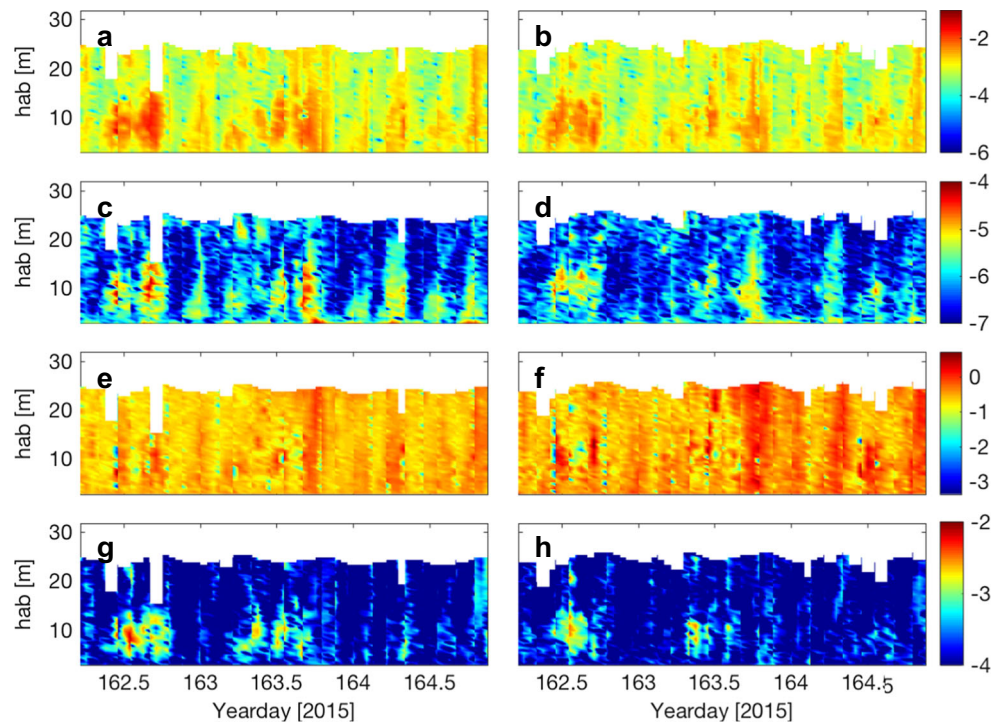 a b
hab [m] 30 20 10
-2 -4 -6
c d
hab [m] 30 20 10
-4 -5 -6 -7
e f
hab [m] 30 20 10
0 -1 -2 -3
g h
hab [m] 30 20 10
-2 -3 -4
162.5 163 163.5 164 164.5 162.5 163 163.5 164 164.5
Yearday [2015] Yearday [2015]